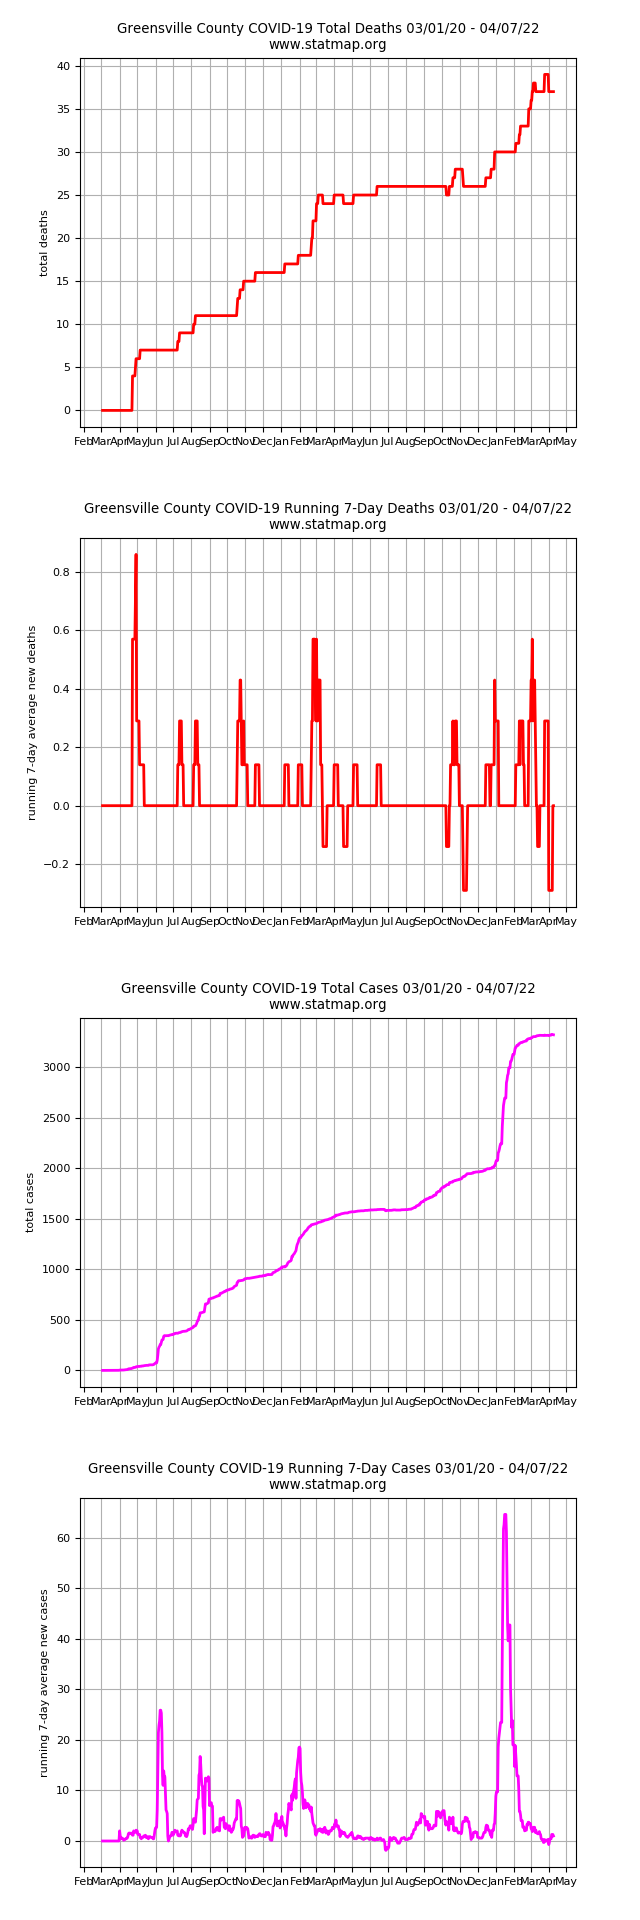 Greensville County COVID-19 Total Deaths 03/01/20 - 04/07/22
www.statmap.org
40
35
30
25
20
15
10
5
0
total deaths
Feb Mar Apr May Jun Jul Aug Sep Oct Nov Dec Jan Feb Mar Apr May Jun Jul Aug Sep Oct Nov Dec Jan Feb Mar Apr May
Greensville County COVID-19 Running 7-Day Deaths 03/01/20 - 04/07/22
www.statmap.org
0.8
0.6
0.4
0.2
0.0
−0.2
running 7-day average new deaths
Feb Mar Apr May Jun Jul Aug Sep Oct Nov Dec Jan Feb Mar Apr May Jun Jul Aug Sep Oct Nov Dec Jan Feb Mar Apr May
Greensville County COVID-19 Total Cases 03/01/20 - 04/07/22
www.statmap.org
3000
2500
2000
1500
1000
500
0
total cases
Feb Mar Apr May Jun Jul Aug Sep Oct Nov Dec Jan Feb Mar Apr May Jun Jul Aug Sep Oct Nov Dec Jan Feb Mar Apr May
Greensville County COVID-19 Running 7-Day Cases 03/01/20 - 04/07/22
www.statmap.org
60
50
40
30
20
10
0
running 7-day average new cases
Feb Mar Apr May Jun Jul Aug Sep Oct Nov Dec Jan Feb Mar Apr May Jun Jul Aug Sep Oct Nov Dec Jan Feb Mar Apr May